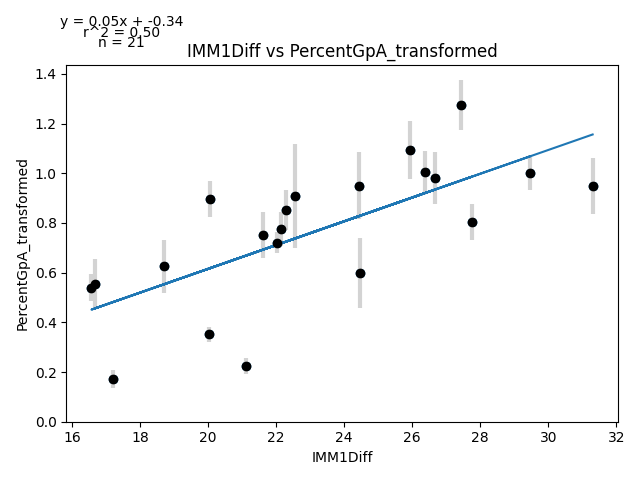 y = 0.05x + -0.34
r^2 = 0.50
n = 21
IMM1Diff vs PercentGpA_transformed
PercentGpA_transformed
1.4
1.2
1.0
0.8
0.6
0.4
0.2
0.0
16 18 20 22 24 26 28 30 32
IMM1Diff